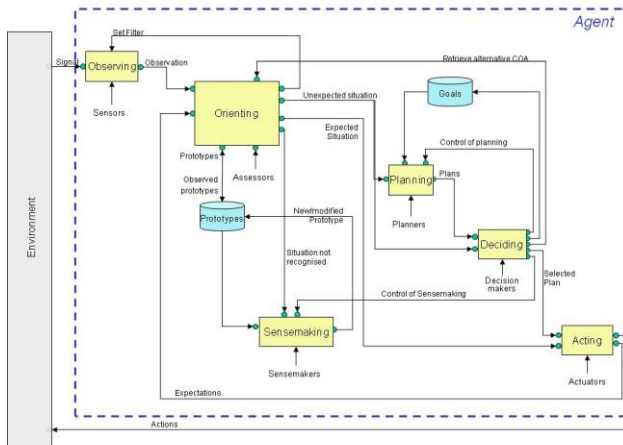 Agent
Set Filter
Signal
Observing
Observation
Retrieve alternative COA
Sensors
Unexpected situation
Goals
Orienting
Expected
Situation
Control of planning
Prototypes
Assessors
Planning
Plans
Observed
prototypes
Planners
New/modified
Prototype
Prototypes
Deciding
Environment
Situation not
recognised
Decision
makers
Selected
Plan
Control of Sensemaking
Sensemaking
Acting
Sensemakers
Actuators
Expectations
Actions